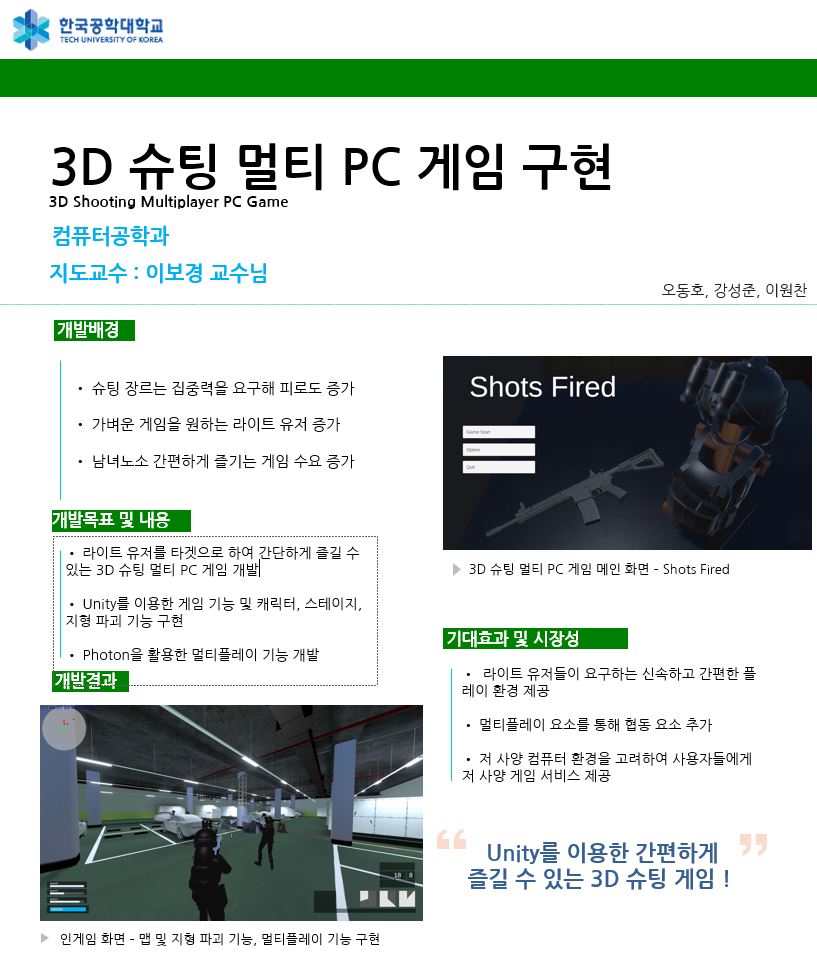 한국공학대학교
TECH UNIVERSITY OF KOREA
3D 슈팅 멀티 PC 게임 구현
3D Shooting Multiplayer PC Game
컴퓨터공학과
지도교수 : 이보경 교수님
오동호, 강성준, 이원찬
개발배경
• 슈팅 장르는 집중력을 요구해 피로도 증가
• 가벼운 게임을 원하는 라이트 유저 증가
• 남녀노소 간편하게 즐기는 게임 수요 증가
개발목표 및 내용
• 라이트 유저를 타겟으로 하여 간단하게 즐길 수
있는 3D 슈팅 멀티 PC 게임 개발
• Unity를 이용한 게임 기능 및 캐릭터, 스테이지,
지형 파괴 기능 구현
• Photon을 활용한 멀티플레이 기능 개발
개발결과
18 8
인게임 화면 – 맵 및 지형 파괴 기능, 멀티플레이 기능 구현
Shots Fired
Game Start
Option
Quit
3D 슈팅 멀티 PC 게임 메인 화면 – Shots Fired
기대효과 및 시장성
• 라이트 유저들이 요구하는 신속하고 간편한 플
레이 환경 제공
• 멀티플레이 요소를 통해 협동 요소 추가
• 저 사양 컴퓨터 환경을 고려하여 사용자들에게
저 사양 게임 서비스 제공
“ Unity를 이용한 간편하게 ”
즐길 수 있는 3D 슈팅 게임 !